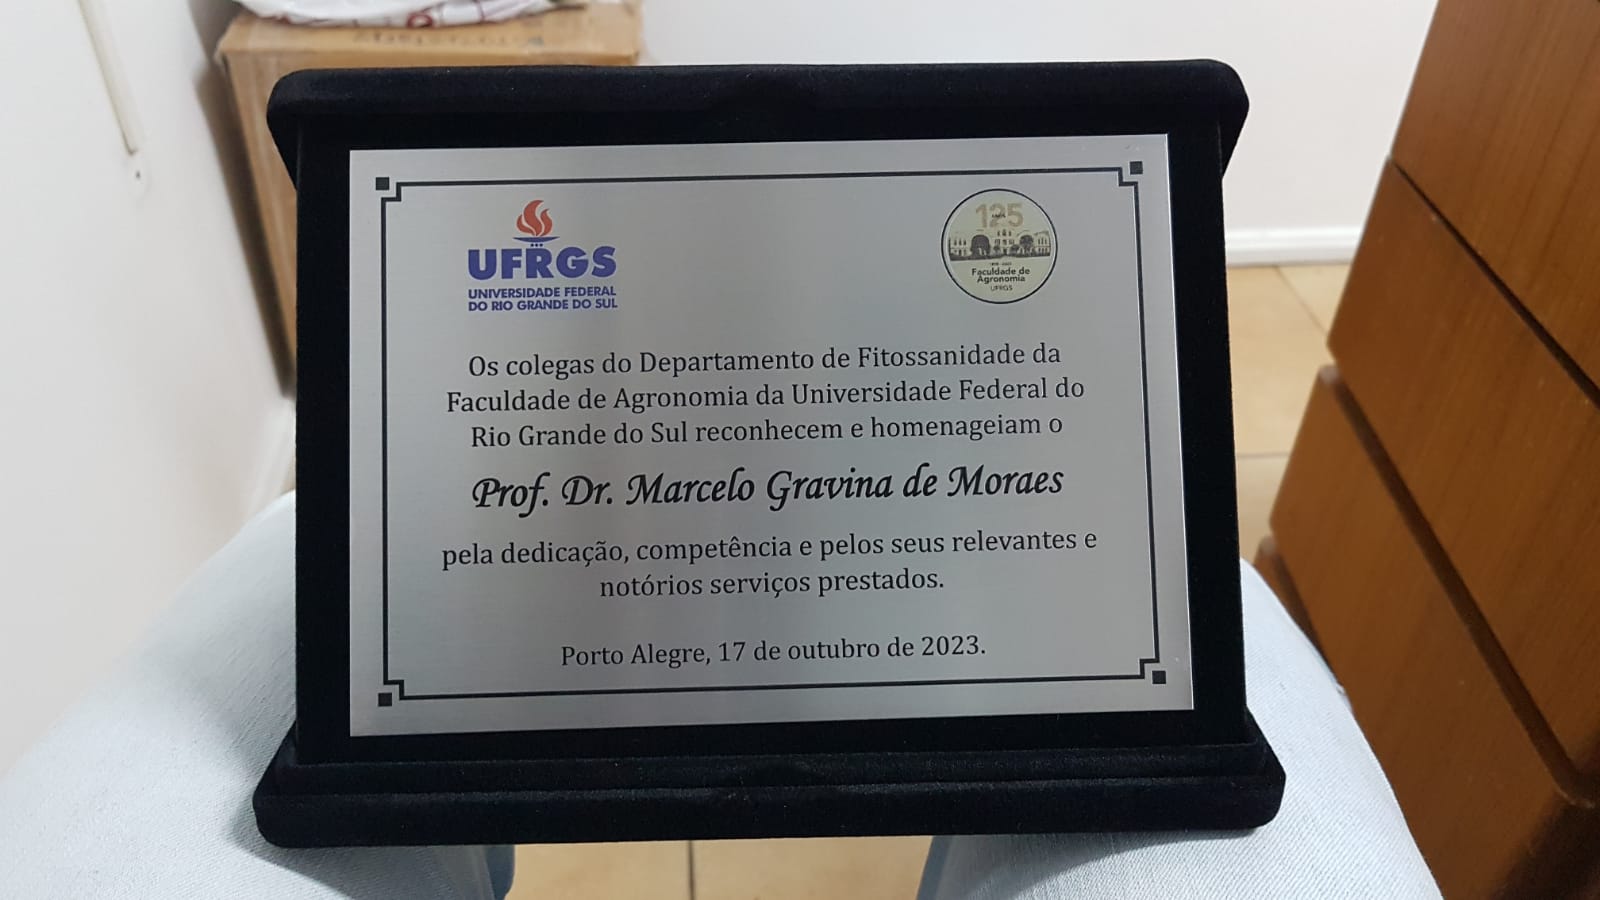 UFRGS
UNIVERSIDADE FEDERAL
DO RIO GRANDE DO SUL
125
ANOS
Faculdade de
Agronomia
UFRGS
Os colegas do Departamento de Fitossanidade da
Faculdade de Agronomia da Universidade Federal do
Rio Grande do Sul reconhecem e homenageiam o
Prof. Dr. Marcelo Gravina de Moraes
pela dedicação, competência e pelos seus relevantes e
notórios serviços prestados.
Porto Alegre, 17 de outubro de 2023.